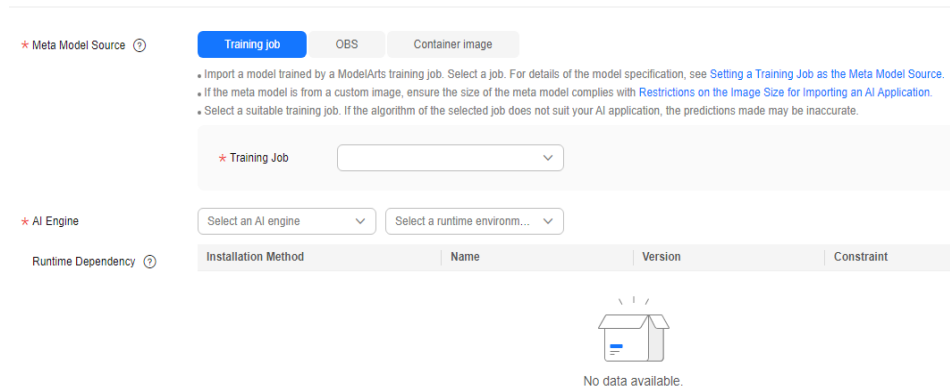 * Meta Model Source ?
Training job OBS Container image
• Import a model trained by a ModelArts training job. Select a job. For details of the model specification, see Setting a Training Job as the Meta Model Source.
• If the meta model is from a custom image, ensure the size of the meta model complies with Restrictions on the Image Size for Importing an AI Application.
• Select a suitable training job. If the algorithm of the selected job does not suit your AI application, the predictions made may be inaccurate.
* Training Job
* AI Engine Select an AI engine Select a runtime environm...
Runtime Dependency ? Installation Method Name Version Constraint
No data available.